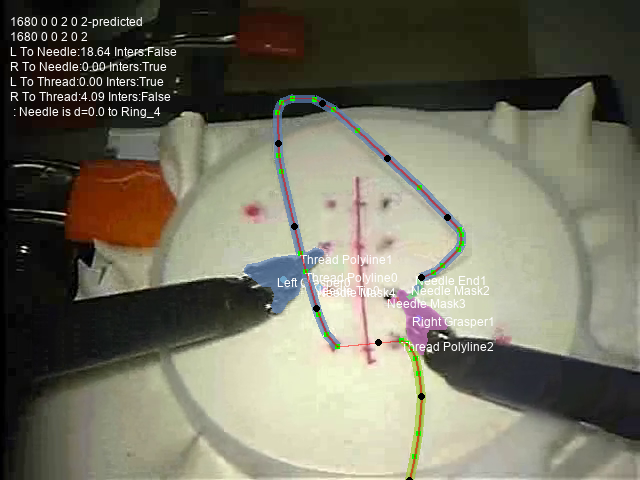 1680 0 0 2 0 2-predicted
1680 0 0 2 0 2
L To Needle:18.64 Inters:False
R To Needle:0.00 Inters:True
L To Thread:0.00 Inters:True
R To Thread:4.09 Inters:False
: Needle is d=0.0 to Ring_4
Thread Polyline1
Thread Polyline0
Needle End1
Left
Needle Mask2
Needle Mask4
Needle Mask3
Right Grasper1
Thread Polyline2